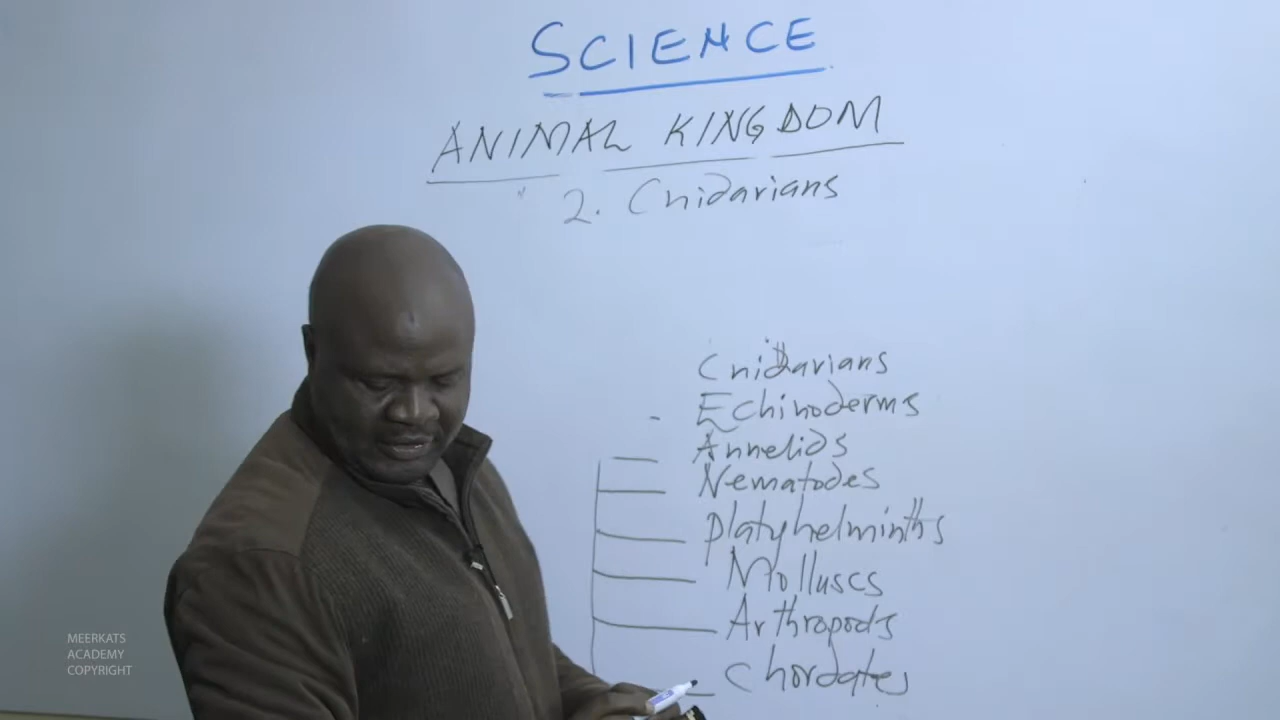 SCIENCE
ANIMAL KINGDOM
2. Cnidarians
Cnidarians
Echinoderms
Annelids
Nematodes
Platyhelminths
Molluscs
Arthropods
Chordates
MEERKATS
ACADEMY
COPYRIGHT